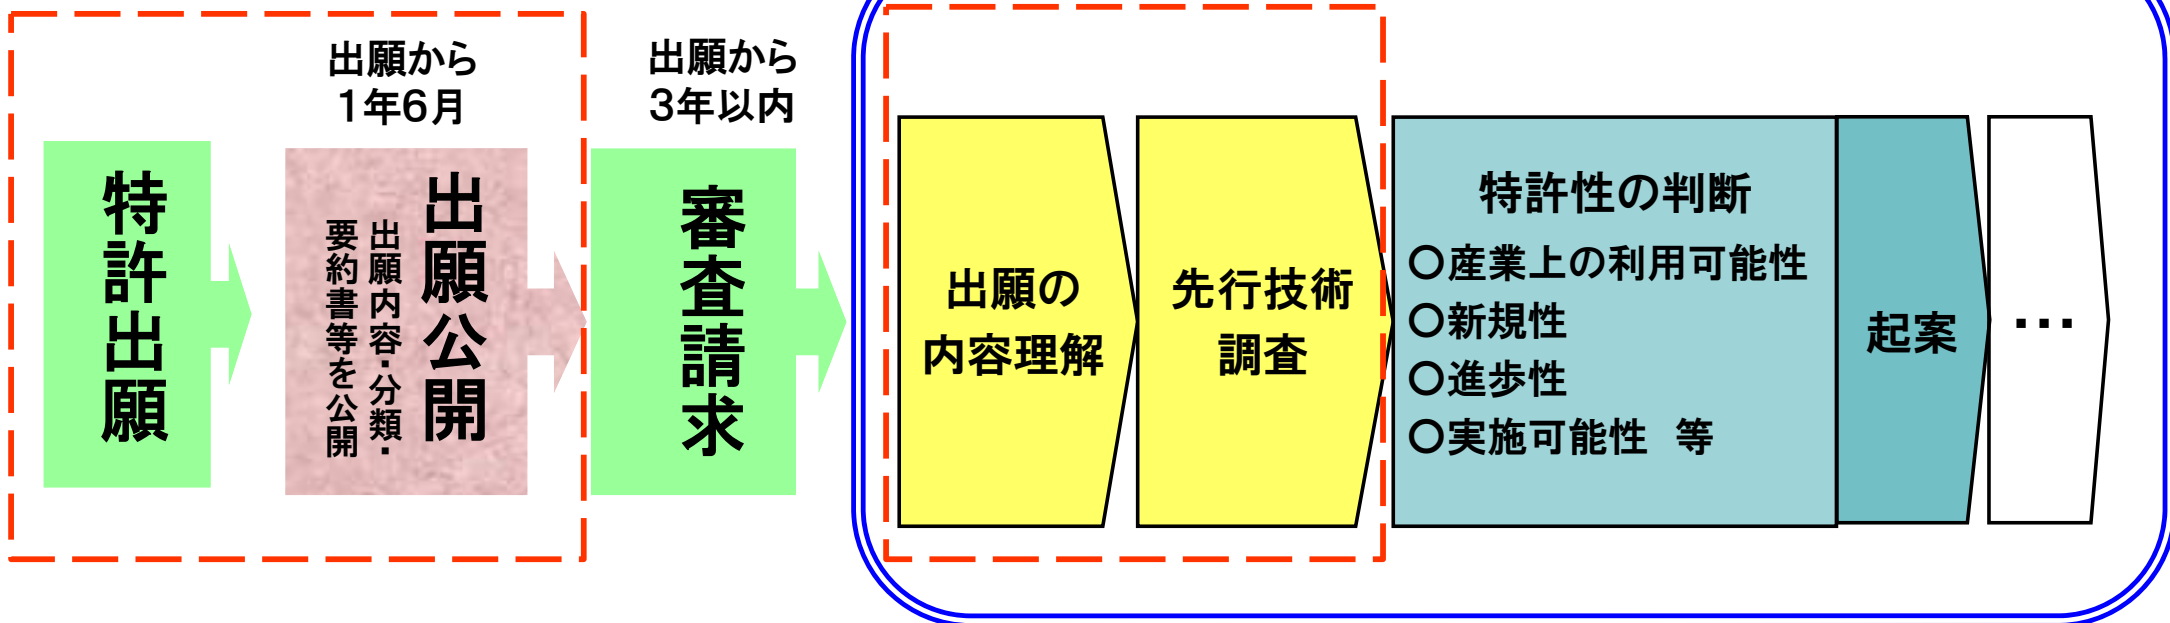 特許出願
出願から
1年6月
出願公開
出願内容・分類・
要約書等を公開
出願から
3年以内
審査請求
出願の
内容理解
先行技術
調査
特許性の判断
○産業上の利用可能性
○新規性
○進歩性
○実施可能性　等
起案
…